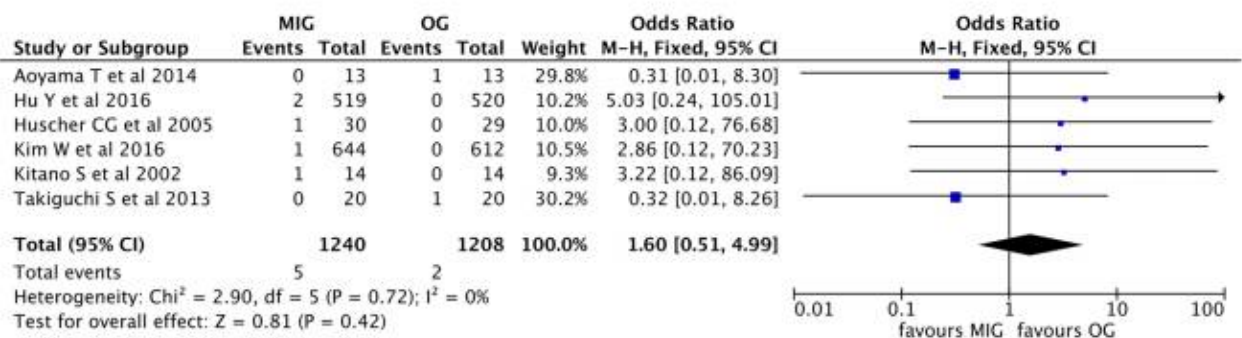 MIG OG Odds Ratio Odds Ratio
Study or Subgroup Events Total Events Total Weight M-H, Fixed, 95% CI M-H, Fixed, 95% CI
Aoyama T et al 2014 0 13 1 13 29.8% 0.31 [0.01, 8.30]
Hu Y et al 2016 2 519 0 520 10.2% 5.03 [0.24, 105.01]
Huscher CG et al 2005 1 30 0 29 10.0% 3.00 [0.12, 76.68]
Kim W et al 2016 1 644 0 612 10.5% 2.86 [0.12, 70.23]
Kitano S et al 2002 1 14 0 14 9.3% 3.22 [0.12, 86.09]
Takiguchi S et al 2013 0 20 1 20 30.2% 0.32 [0.01, 8.26]
Total (95% CI) 1240 1208 100.0% 1.60 [0.51, 4.99]
Total events 5 2
Heterogeneity: Chi² = 2.90, df = 5 (P = 0.72); I² = 0%
Test for overall effect: Z = 0.81 (P = 0.42)
0.01 0.1 1 10 100
favours MIG favours OG